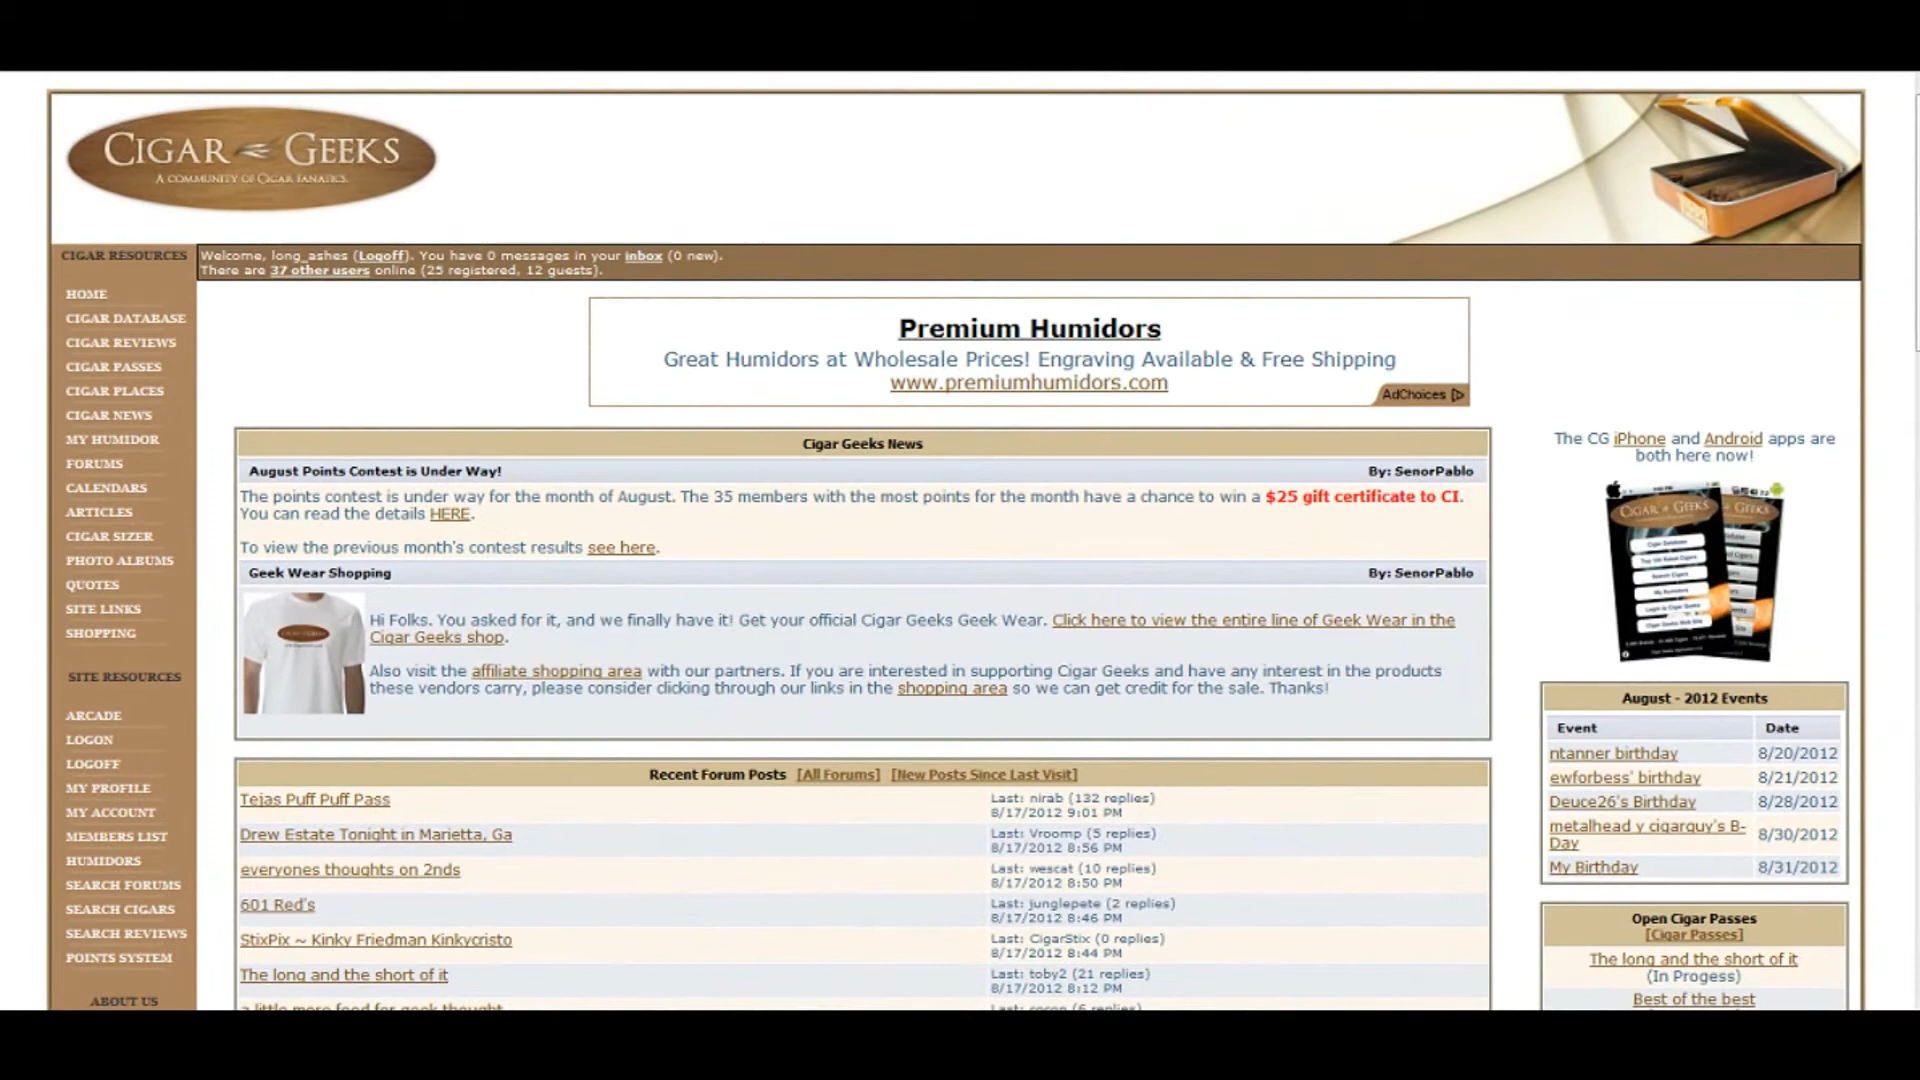 CIGAR GEEKS
A COMMUNITY OF CIGAR FANATICS.
CIGAR RESOURCES
HOME
CIGAR DATABASE
CIGAR REVIEWS
CIGAR PASSES
CIGAR PLACES
CIGAR NEWS
MY HUMIDOR
FORUMS
CALENDARS
ARTICLES
CIGAR SIZER
PHOTO ALBUMS
QUOTES
SITE LINKS
SHOPPING
SITE RESOURCES
ARCADE
LOGON
LOGOFF
MY PROFILE
MY ACCOUNT
MEMBERS LIST
HUMIDORS
SEARCH FORUMS
SEARCH CIGARS
SEARCH REVIEWS
POINTS SYSTEM
ABOUT US
Welcome, long_ashes (Logoff). You have 0 messages in your inbox (0 new).
There are 37 other users online (25 registered, 12 guests).
Premium Humidors
Great Humidors at Wholesale Prices! Engraving Available & Free Shipping
www.premiumhumidors.com
AdChoices
Cigar Geeks News
August Points Contest is Under Way! By: SenorPablo
The points contest is under way for the month of August. The 35 members with the most points for the month have a chance to win a $25 gift certificate to CI.
You can read the details HERE.
To view the previous month's contest results see here.
Geek Wear Shopping By: SenorPablo
Hi Folks. You asked for it, and we finally have it! Get your official Cigar Geeks Geek Wear. Click here to view the entire line of Geek Wear in the
Cigar Geeks shop.
Also visit the affiliate shopping area with our partners. If you are interested in supporting Cigar Geeks and have any interest in the products
these vendors carry, please consider clicking through our links in the shopping area so we can get credit for the sale. Thanks!
Recent Forum Posts [All Forums] [New Posts Since Last Visit]
Tejas Puff Puff Pass Last: nirab (132 replies)
8/17/2012 9:01 PM
Drew Estate Tonight in Marietta, Ga Last: Vroomp (5 replies)
8/17/2012 8:56 PM
everyones thoughts on 2nds Last: wescat (10 replies)
8/17/2012 8:50 PM
601 Red's Last: junglepete (2 replies)
8/17/2012 8:46 PM
StixPix ~ Kinky Friedman Kinkycristo Last: CigarStix (0 replies)
8/17/2012 8:44 PM
The long and the short of it Last: toby2 (21 replies)
8/17/2012 8:12 PM
a little more food for geek thought
The CG iPhone and Android apps are
both here now!
CIGAR GEEKS
Cigar Database
Search Cigars
My Humidors
Cigar Geeks Web Site
August - 2012 Events
Event Date
ntanner birthday 8/20/2012
ewforbess' birthday 8/21/2012
Deuce26's Birthday 8/28/2012
metalhead y cigarguy's B-
Day 8/30/2012
My Birthday 8/31/2012
Open Cigar Passes
[Cigar Passes]
The long and the short of it
(In Progess)
Best of the best